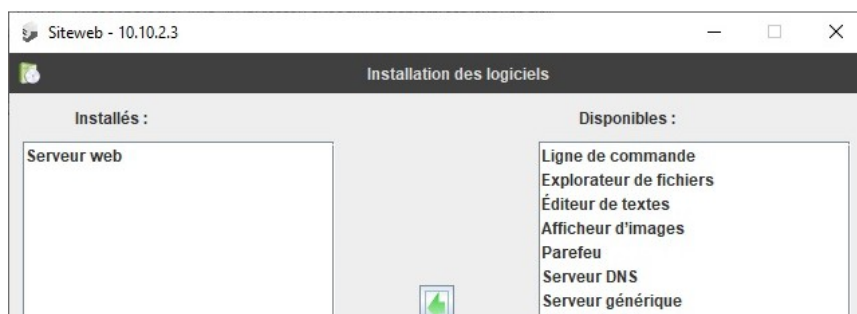 Siteweb - 10.10.2.3
Installation des logiciels
Installés :
Serveur web
Disponibles :
Ligne de commande
Explorateur de fichiers
Éditeur de textes
Afficheur d'images
Parefeu
Serveur DNS
Serveur générique